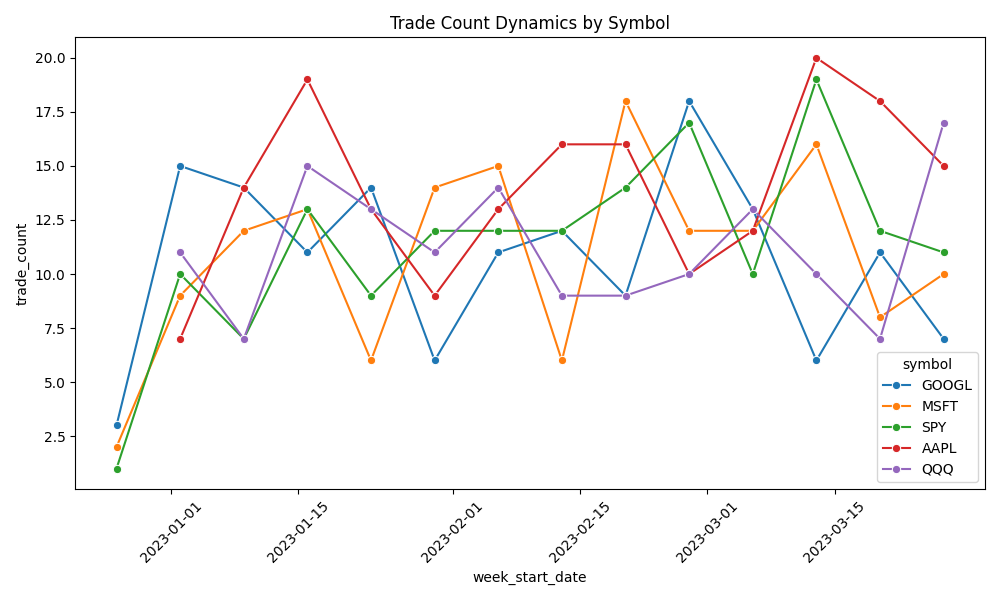 Trade Count Dynamics by Symbol
trade_count
20.0
17.5
15.0
12.5
10.0
7.5
5.0
2.5
symbol
GOOGL
MSFT
SPY
AAPL
QQQ
2023-01-01
2023-01-15
2023-02-01
2023-02-15
2023-03-01
2023-03-15
week_start_date